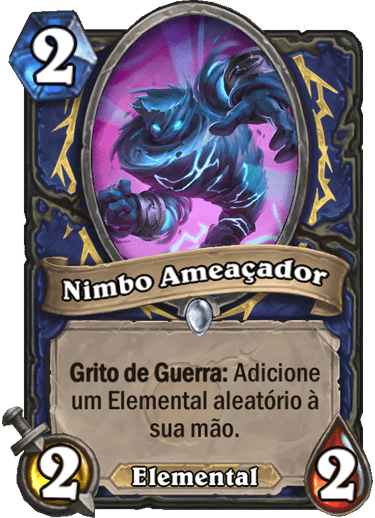 2
Nimbo Ameaçador
Grito de Guerra: Adicione
um Elemental aleatório à
sua mão.
2
Elemental
2